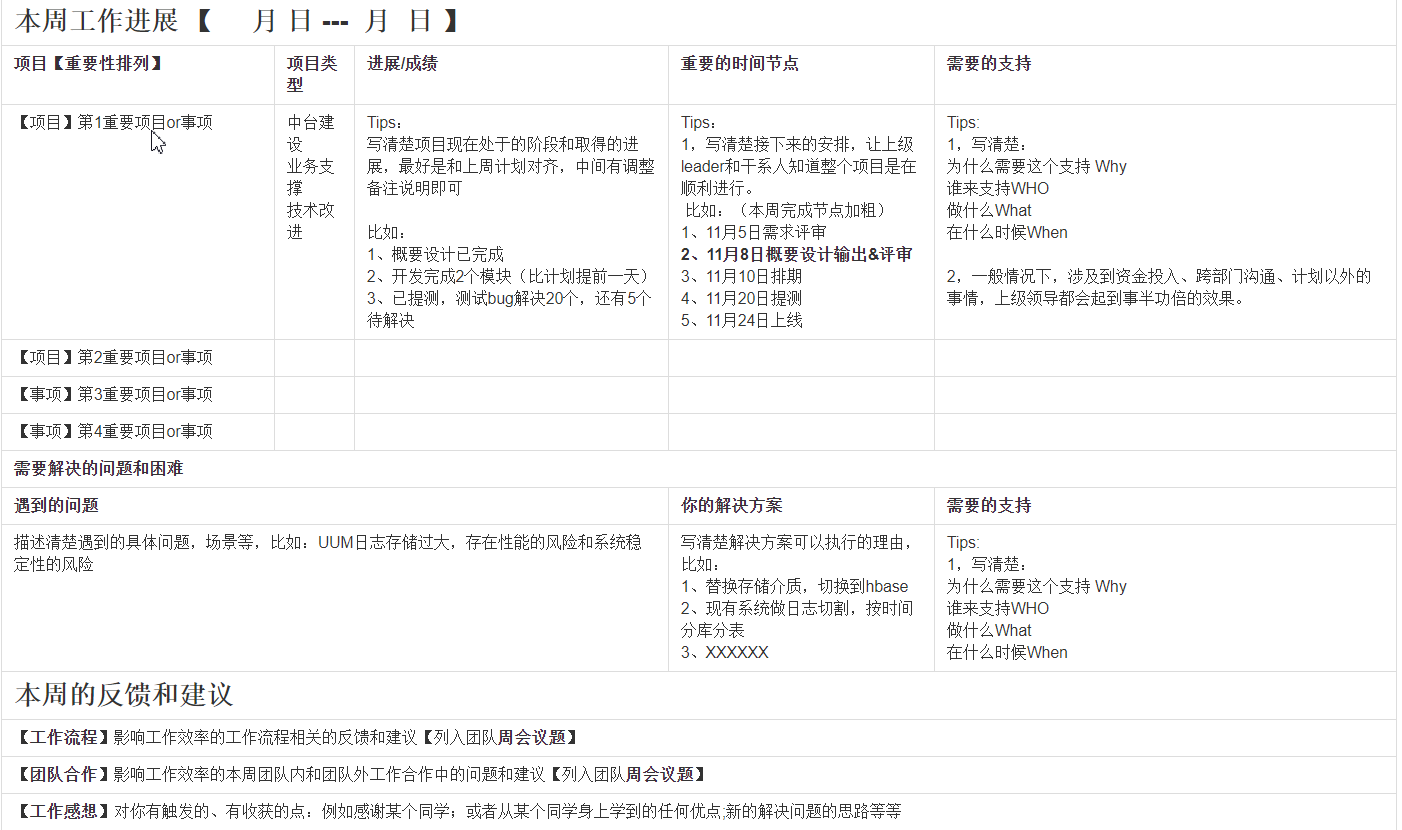 本周工作进展 【 月 日 --- 月 日 】
项目【重要性排列】
项目类
型
进展/成绩
重要的时间节点
需要的支持
【项目】第1重要项目or事项
中台建
设
业务支
撑
技术改
进
Tips：
写清楚项目现在处于的阶段和取得的进
展，最好是和上周计划对齐，中间有调整
备注说明即可
比如：
1、概要设计已完成
2、开发完成2个模块（比计划提前一天）
3、已提测，测试bug解决20个，还有5个
待解决
Tips：
1，写清楚接下来的安排，让上级
leader和干系人知道整个项目是在
顺利进行。
比如：（本周完成节点加粗）
1、11月5日需求评审
2、11月8日概要设计输出&评审
3、11月10日排期
4、11月20日提测
5、11月24日上线
Tips:
1，写清楚：
为什么需要这个支持 Why
谁来支持WHO
做什么What
在什么时候When
2，一般情况下，涉及到资金投入、跨部门沟通、计划以外的
事情，上级领导都会起到事半功倍的效果。
【项目】第2重要项目or事项
【事项】第3重要项目or事项
【事项】第4重要项目or事项
需要解决的问题和困难
遇到的问题
你的解决方案
需要的支持
描述清楚遇到的具体问题，场景等，比如：UUM日志存储过大，存在性能的风险和系统稳
定性的风险
写清楚解决方案可以执行的理由，
比如：
1、替换存储介质，切换到hbase
2、现有系统做日志切割，按时间
分库分表
3、XXXXXX
Tips:
1，写清楚：
为什么需要这个支持 Why
谁来支持WHO
做什么What
在什么时候When
本周的反馈和建议
【工作流程】影响工作效率的工作流程相关的反馈和建议【列入团队周会议题】
【团队合作】影响工作效率的本周团队内和团队外工作合作中的问题和建议【列入团队周会议题】
【工作感想】对你有触发的、有收获的点：例如感谢某个同学；或者从某个同学身上学到的任何优点;新的解决问题的思路等等